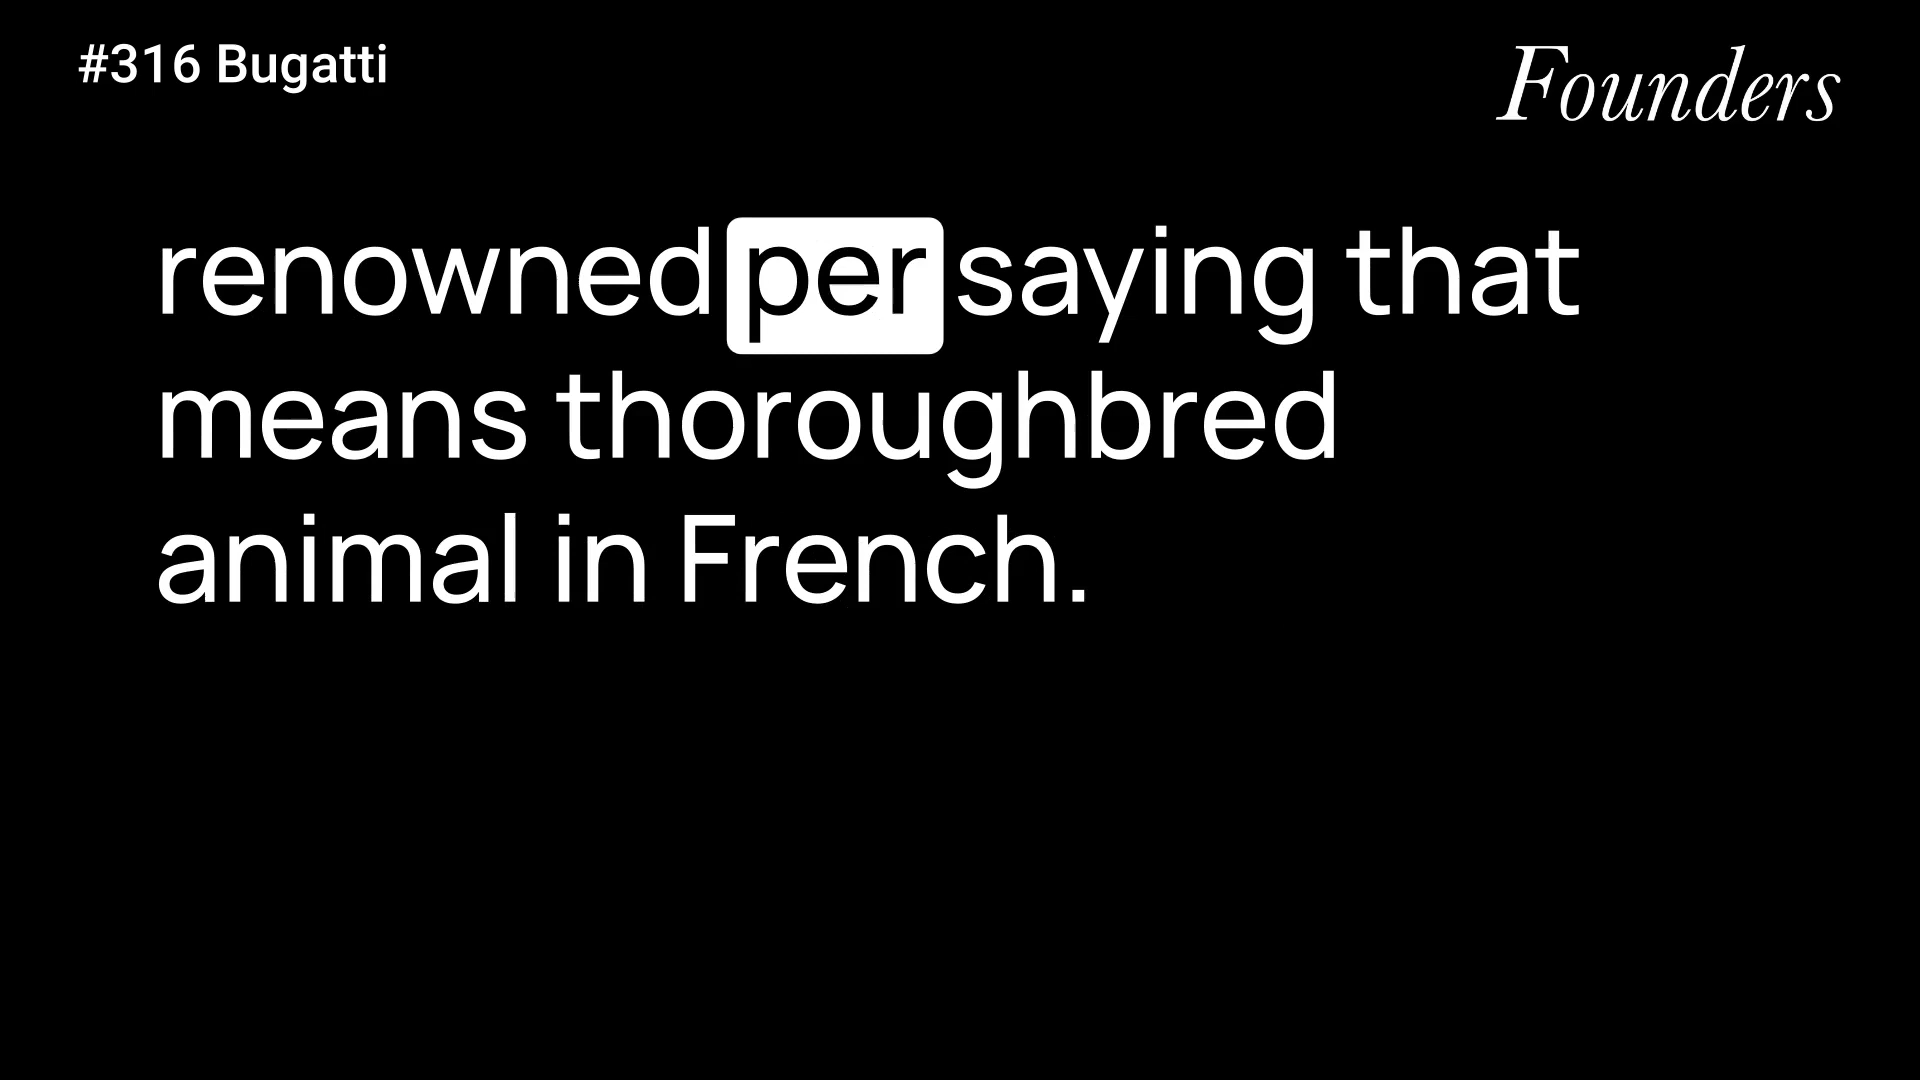 #316 Bugatti
Founders
renowned per saying that
means thoroughbred
animal in French.